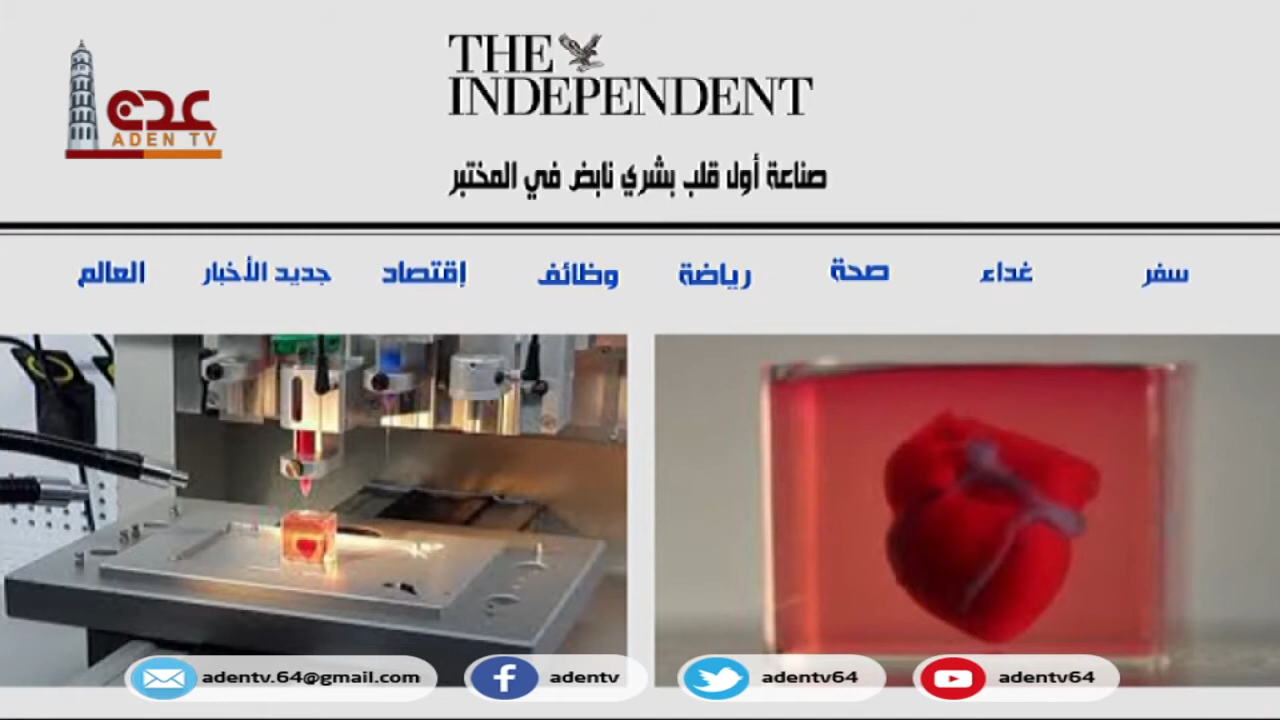 THE
INDEPENDENT
عدن
ADEN TV
صناعة أول قلب بشري نابض في المختبر
سفر غداء صحة رياضة وظائف إقتصاد جديد الأخبار العالم
adentv.64@gmail.com adentv adentv64 adentv64